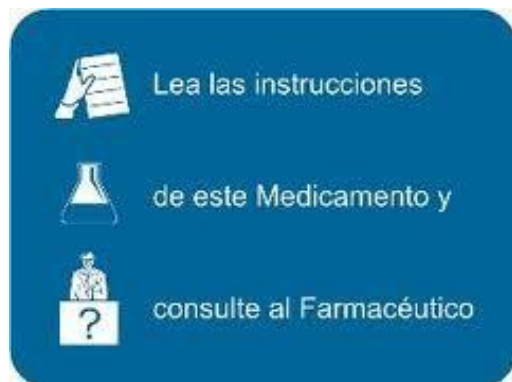 Lea las instrucciones
de este Medicamento y
consulte al Farmacéutico
?